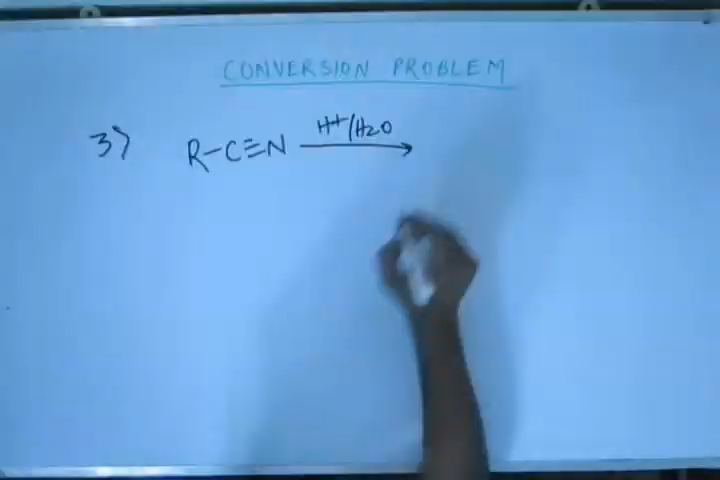 CONVERSION PROBLEM
3) R-C≡N H+/H2O →